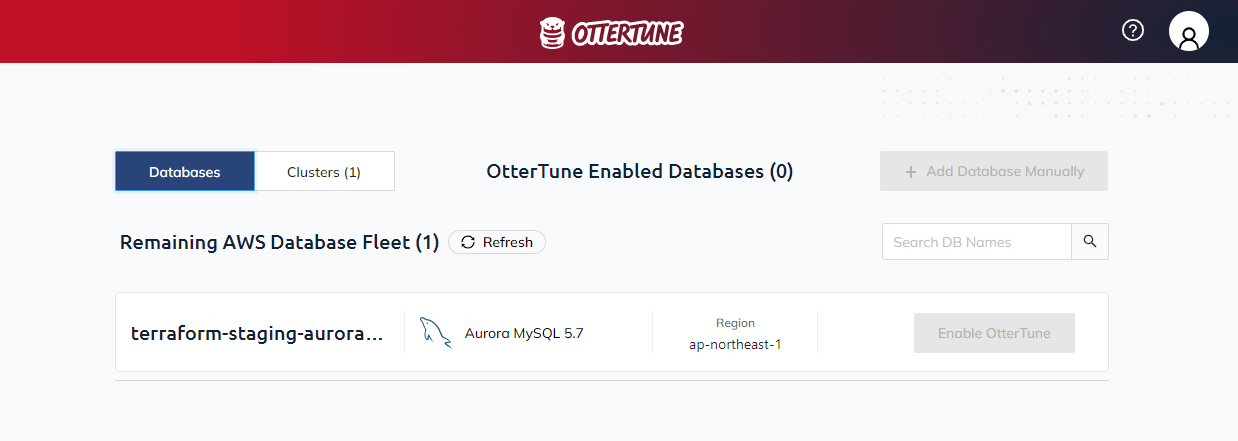 OTTERTUNE
Databases
Clusters (1)
OtterTune Enabled Databases (0)
+ Add Database Manually
Remaining AWS Database Fleet (1)
Refresh
Search DB Names
terraform-staging-aurora...
Aurora MySQL 5.7
Region
ap-northeast-1
Enable OtterTune